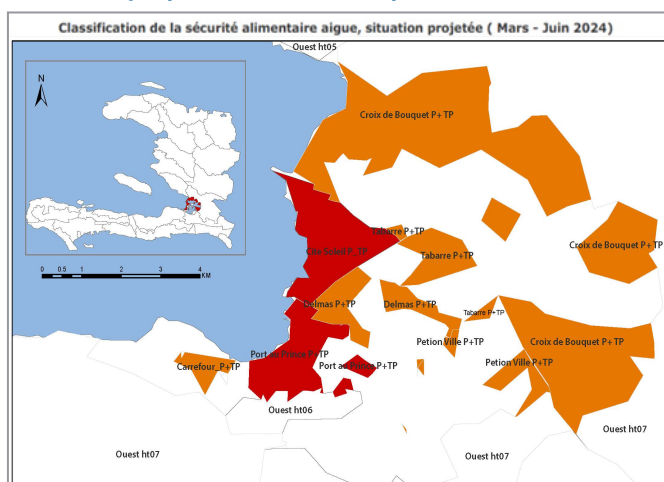 Classification de la sécurité alimentaire aigue, situation projetée ( Mars - Juin 2024)
Ouest ht05
N
Croix de Bouquet P+ TP
Tabarre P+TP
Cite Soleil P_TP
Tabarre P+TP
Croix de Bouquet P+TP
0 0.5 1 2 3 4
KM
Delmas P+TP
Delmas P+TP
Tabarre P+TP
Petion Ville P+TP
Croix de Bouquet P+TP
Port au Prince P+TP
Carrefour_P+TP
Port au Prince P+TP
Petion Ville P+TP
Ouest ht06
Ouest ht07
Ouest ht07
Ouest ht07